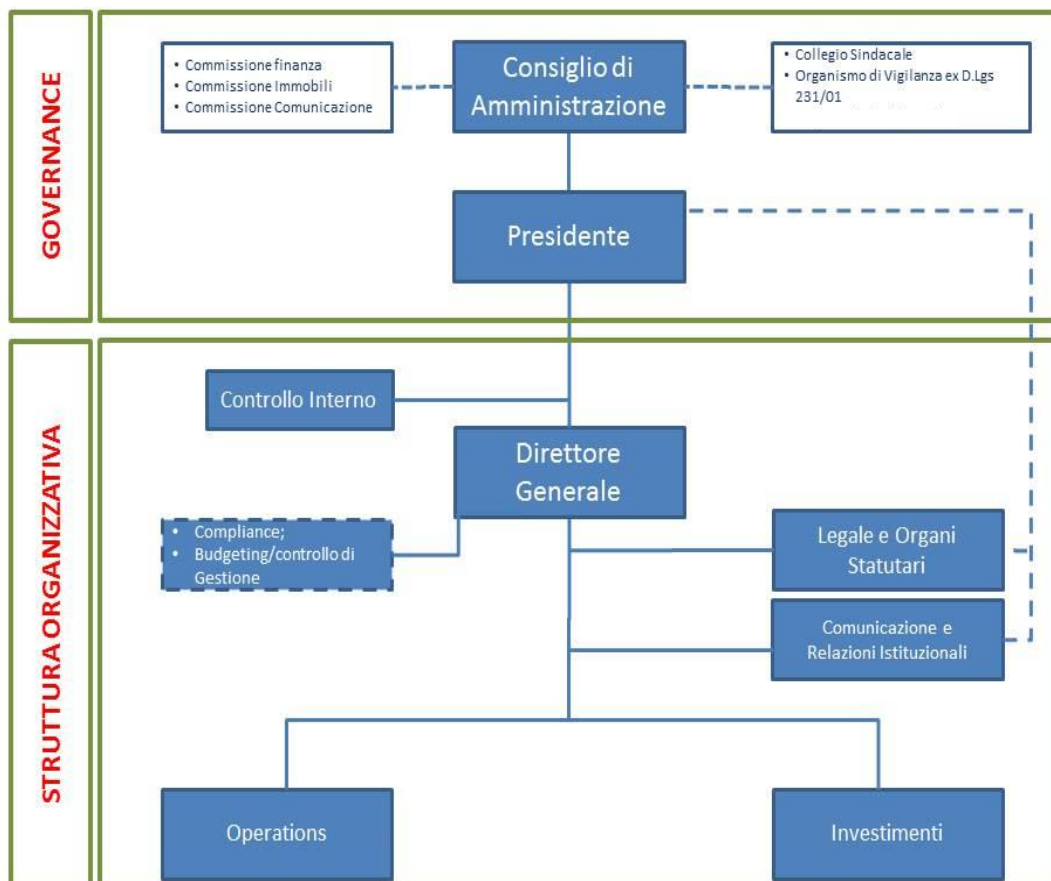 GOVERNANCE
• Commissione finanza
• Commissione Immobili
• Commissione Comunicazione
Consiglio di
Amministrazione
• Collegio Sindacale
• Organismo di Vigilanza ex D.Lgs
231/01
Presidente
STRUTTURA ORGANIZZATIVA
Controllo Interno
Direttore
Generale
• Compliance;
• Budgeting/controllo di
Gestione
Legale e Organi
Statutari
Comunicazione e
Relazioni Istituzionali
Operations
Investimenti